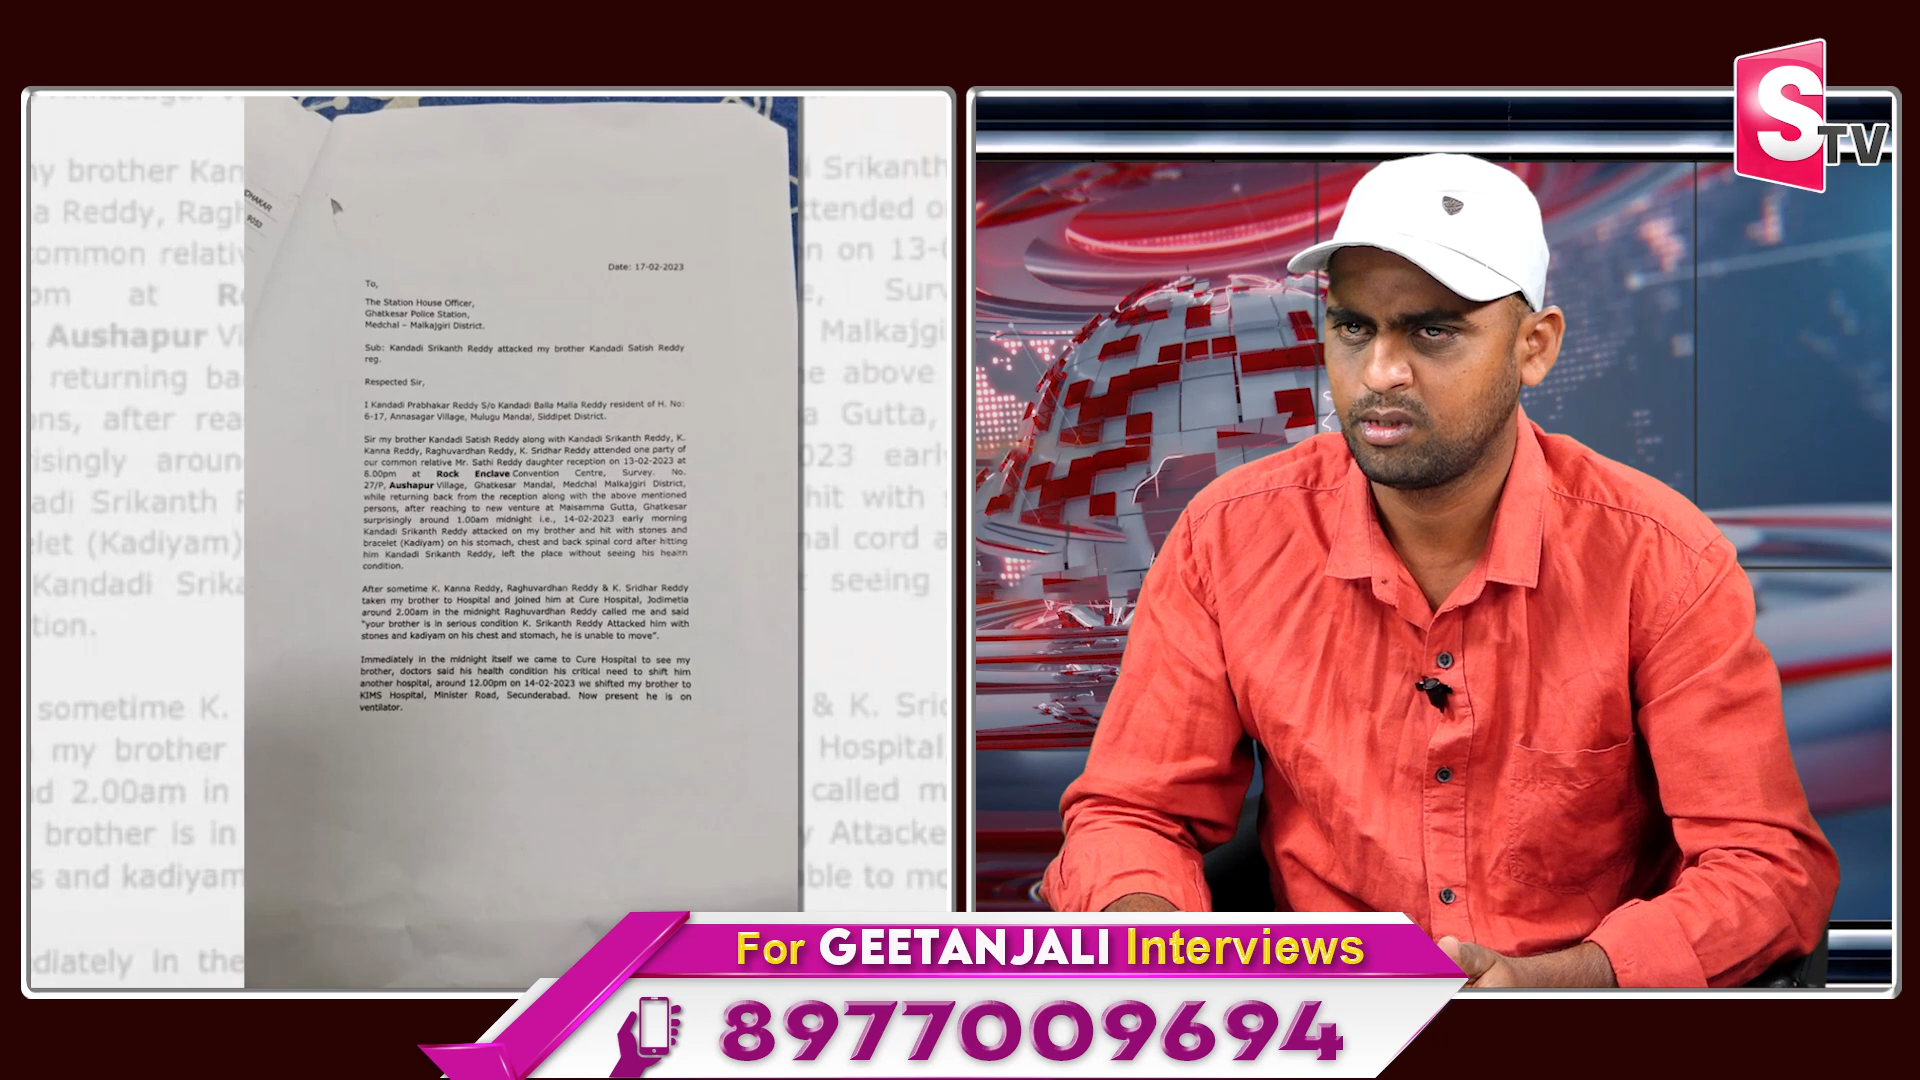 S TV
DHAKAR
9053
Date: 17-02-2023
To,
The Station House Officer,
Ghatkesar Police Station,
Medchal – Malkajgiri District.
Sub: Kandadi Srikanth Reddy attacked my brother Kandadi Satish Reddy
reg.
Respected Sir,
I Kandadi Prabhakar Reddy S/o Kandadi Balla Malla Reddy resident of H. No:
6-17, Annasagar Village, Mulugu Mandal, Siddipet District.
Sir my brother Kandadi Satish Reddy along with Kandadi Srikanth Reddy, K.
Kanna Reddy, Raghuvardhan Reddy, K. Sridhar Reddy attended one party of
our common relative Mr. Sathi Reddy daughter reception on 13-02-2023 at
8.00pm at Rock Enclave Convention Centre, Survey. No.
27/P, Aushapur Village, Ghatkesar Mandal, Medchal Malkajgiri District,
while returning back from the reception along with the above mentioned
persons, after reaching to new venture at Maisamma Gutta, Ghatkesar
surprisingly around 1.00am midnight i.e., 14-02-2023 early morning
Kandadi Srikanth Reddy attacked on my brother and hit with stones and
bracelet (Kadiyam) on his stomach, chest and back spinal cord after hitting
him Kandadi Srikanth Reddy, left the place without seeing his health
condition.
After sometime K. Kanna Reddy, Raghuvardhan Reddy & K. Sridhar Reddy
taken my brother to Hospital and joined him at Cure Hospital, Jodimetla
around 2.00am in the midnight Raghuvardhan Reddy called me and said
"your brother is in serious condition K. Srikanth Reddy Attacked him with
stones and kadiyam on his chest and stomach, he is unable to move".
Immediately in the midnight itself we came to Cure Hospital to see my
brother, doctors said his health condition his critical need to shift him
another hospital, around 12.00pm on 14-02-2023 we shifted my brother to
KIMS Hospital, Minister Road, Secunderabad. Now present he is on
ventilator.
For GEETANJALI Interviews
8977009694